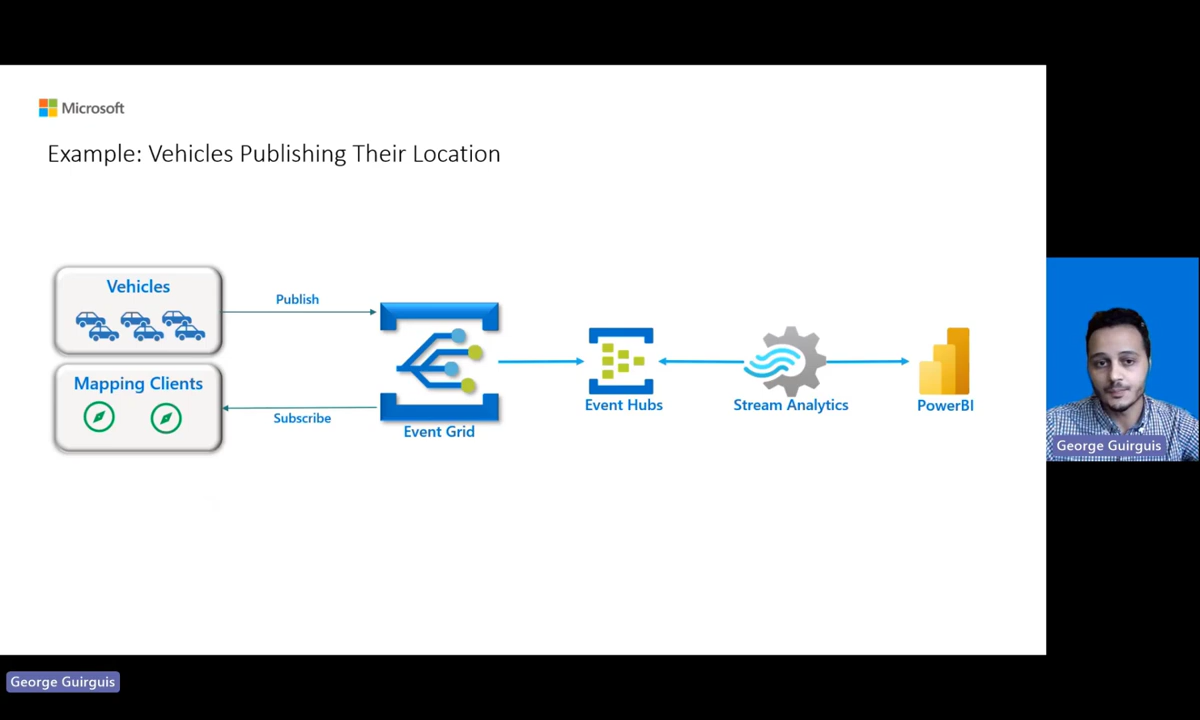 Microsoft
Example: Vehicles Publishing Their Location
Vehicles
Publish
Mapping Clients
Subscribe
Event Grid
Event Hubs
Stream Analytics
PowerBI
George Guirguis
George Guirguis